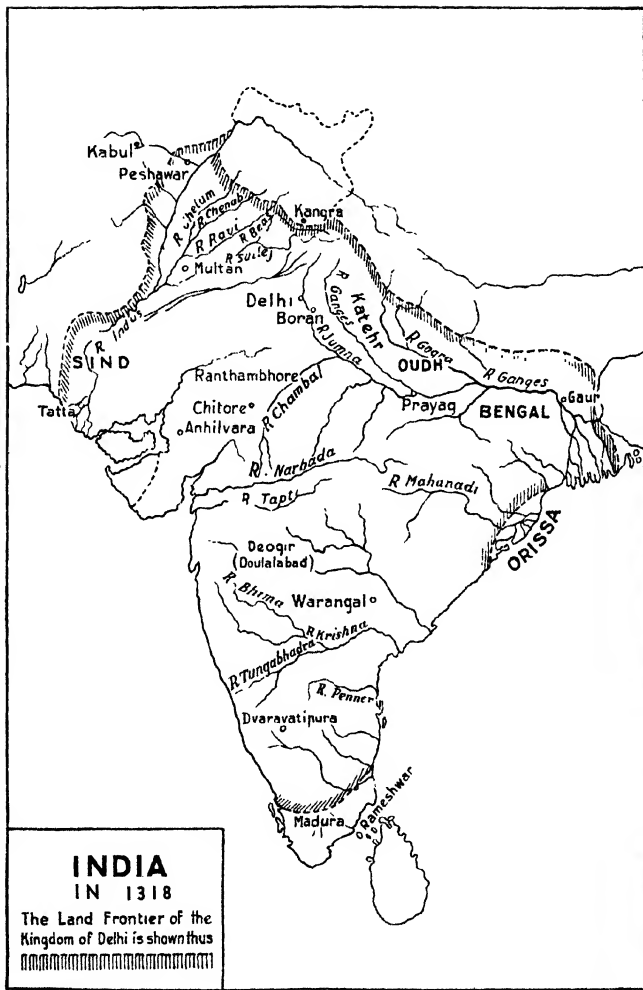 Kabul
Peshawar
R Jhelum
R. Chenab
R Ravi
R Beas
Kangra
R Sutlej
Multan
R Indus
Delhi
Boran
R Ganges
Katehr
R Jumna
R Gogra
OUDH
R Ganges
SIND
Ranthambhore
Tatta
Chitore
Anhilvara
R Chambal
Prayag
BENGAL
Gaur
R. Narbada
R Tapti
R Mahanadi
ORISSA
Deogir
(Doulalabad)
R Bhima
Warangal
R Krishna
R Tungabhadra
R. Penner
Dvaravatipura
Madura
Rameshwar
INDIA
IN 1318
The Land Frontier of the
Kingdom of Delhi is shown thus